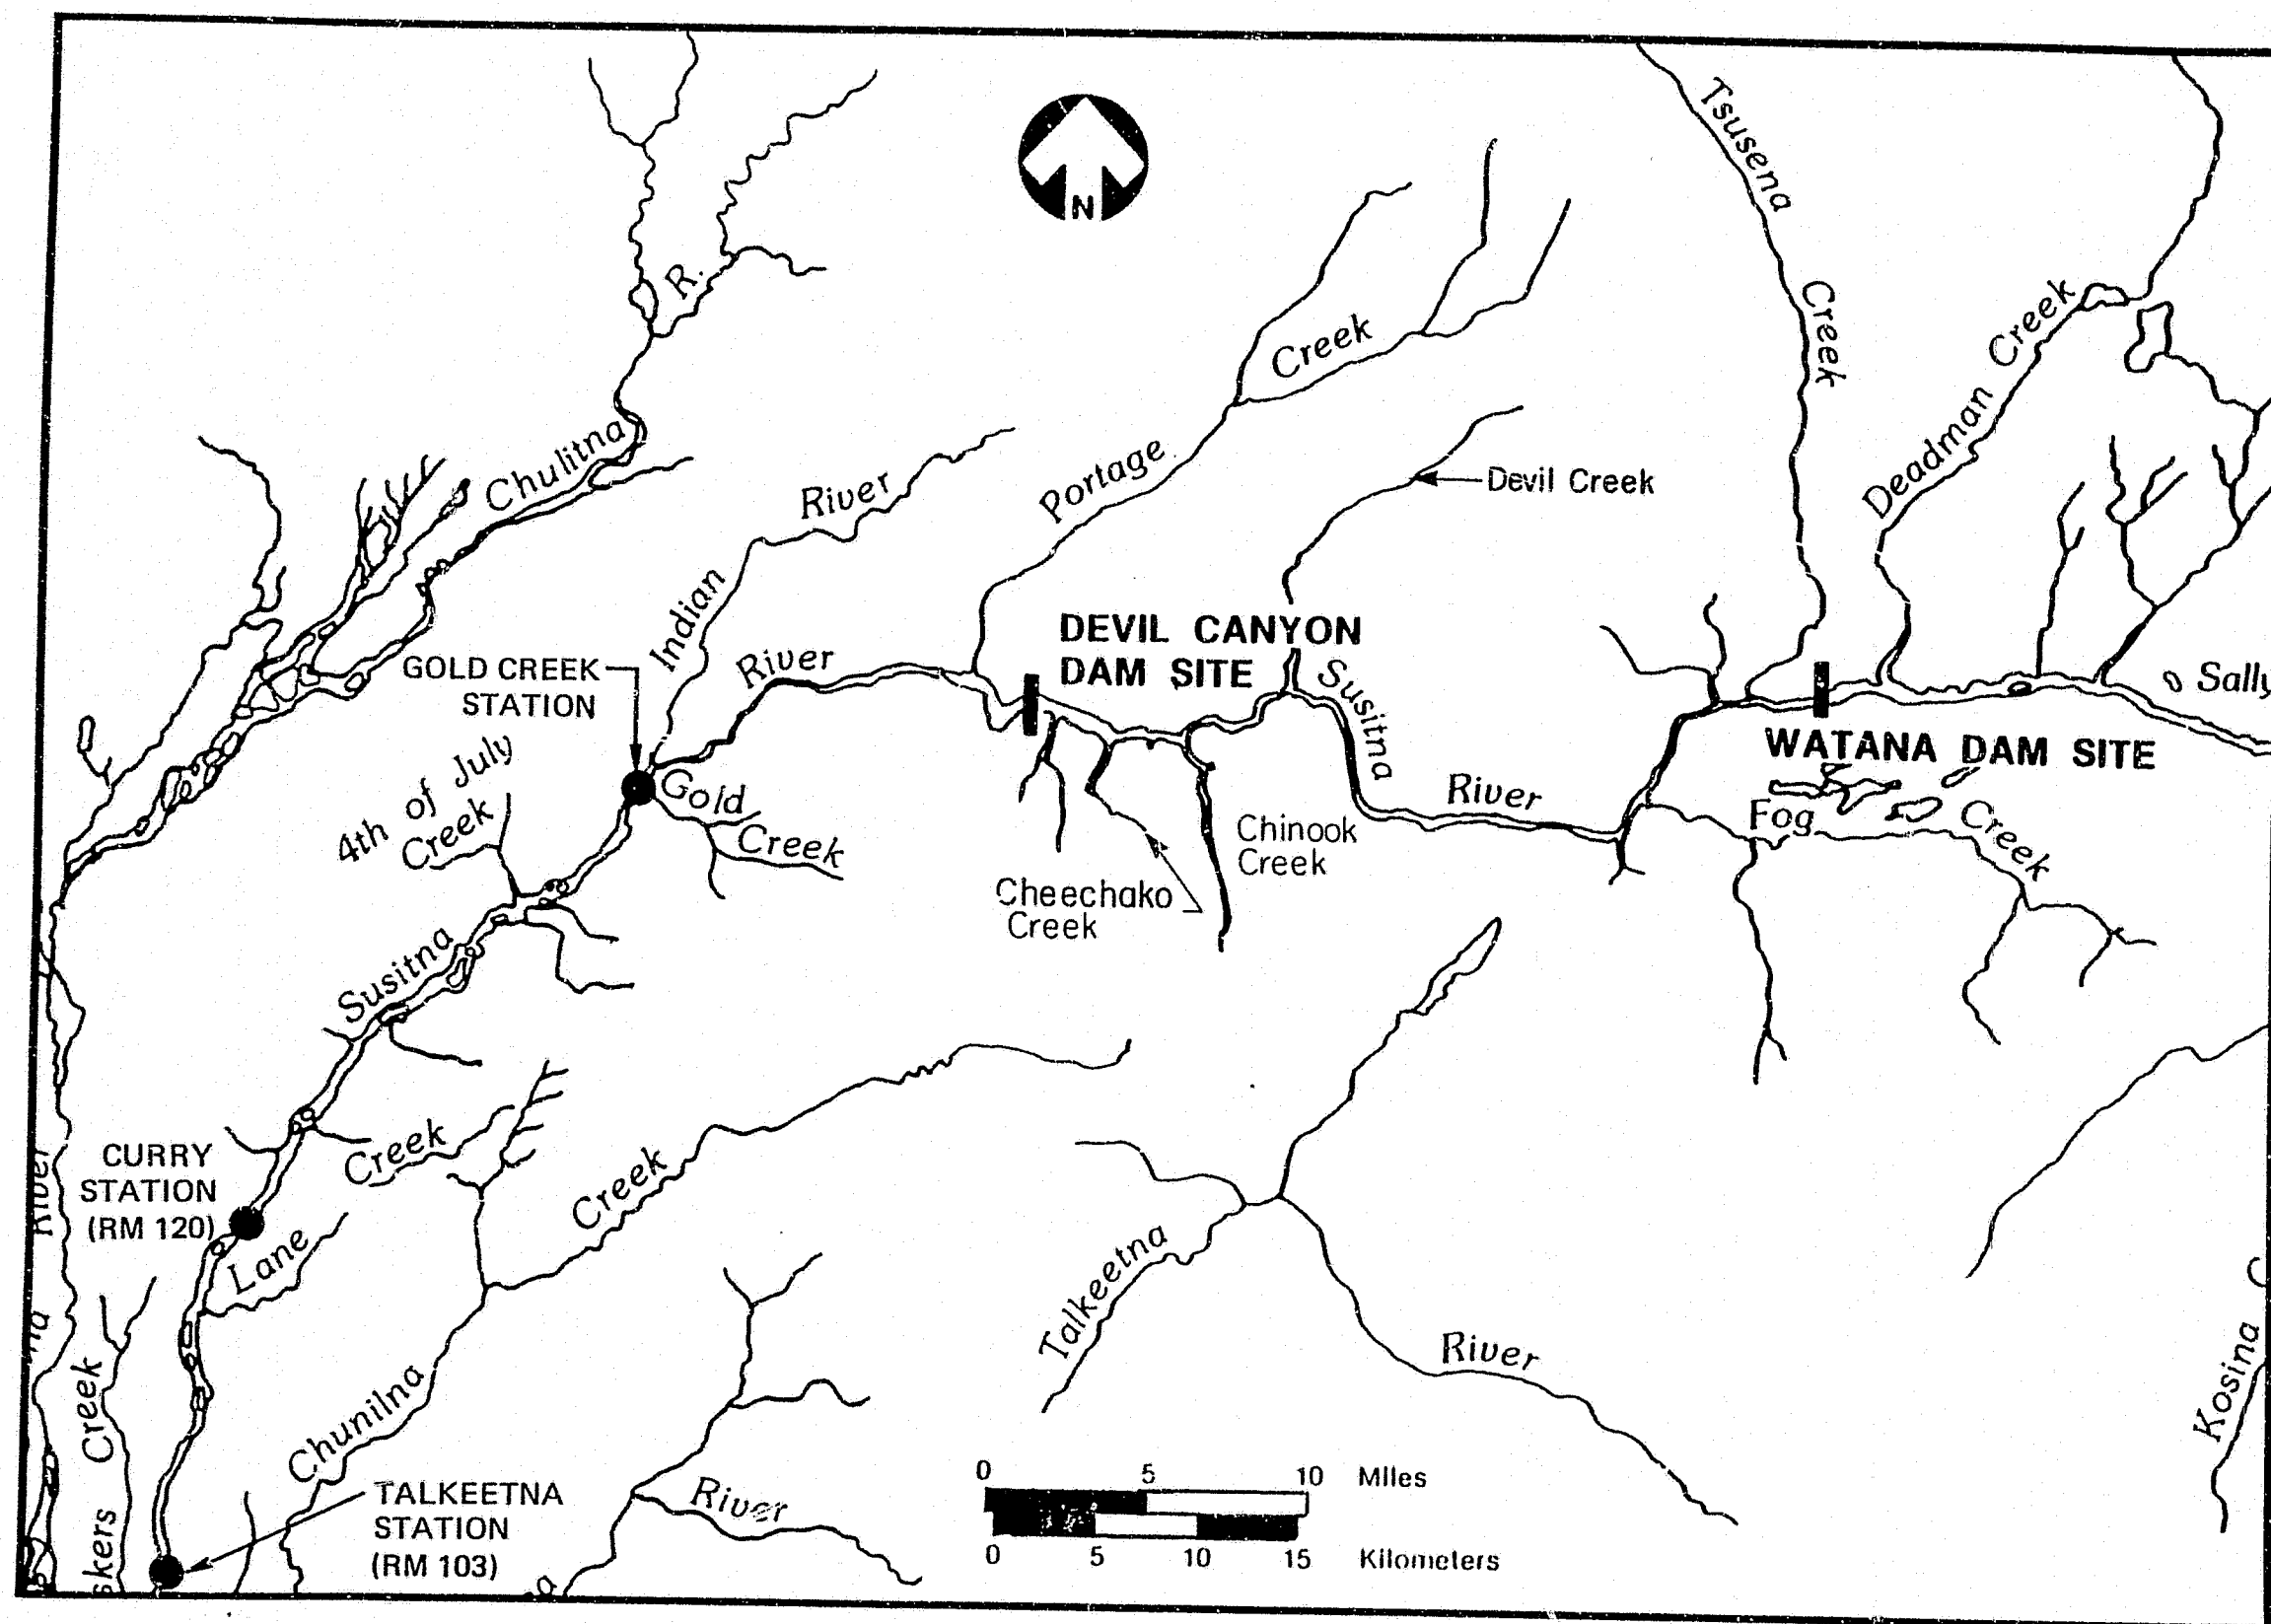 N
R.
Tsusena
Creek
Creek
Deadman Creek
Chulitna
River
Portage
Devil Creek
Indian
DEVIL CANYON
DAM SITE
GOLD CREEK
STATION
River
Susitna
Sally
WATANA DAM SITE
4th of July
Creek
Gold
Creek
River
Fog
Creek
Chinook
Creek
Cheechako
Creek
Susitna
CURRY
STATION
(RM 120)
River
Creek
Lane
Creek
Talkeetna
River
Kosina C
Creek
skers
Chunilna
TALKEETNA
STATION
(RM 103)
River
na
0 5 10 Miles
0 5 10 15 Kilometers